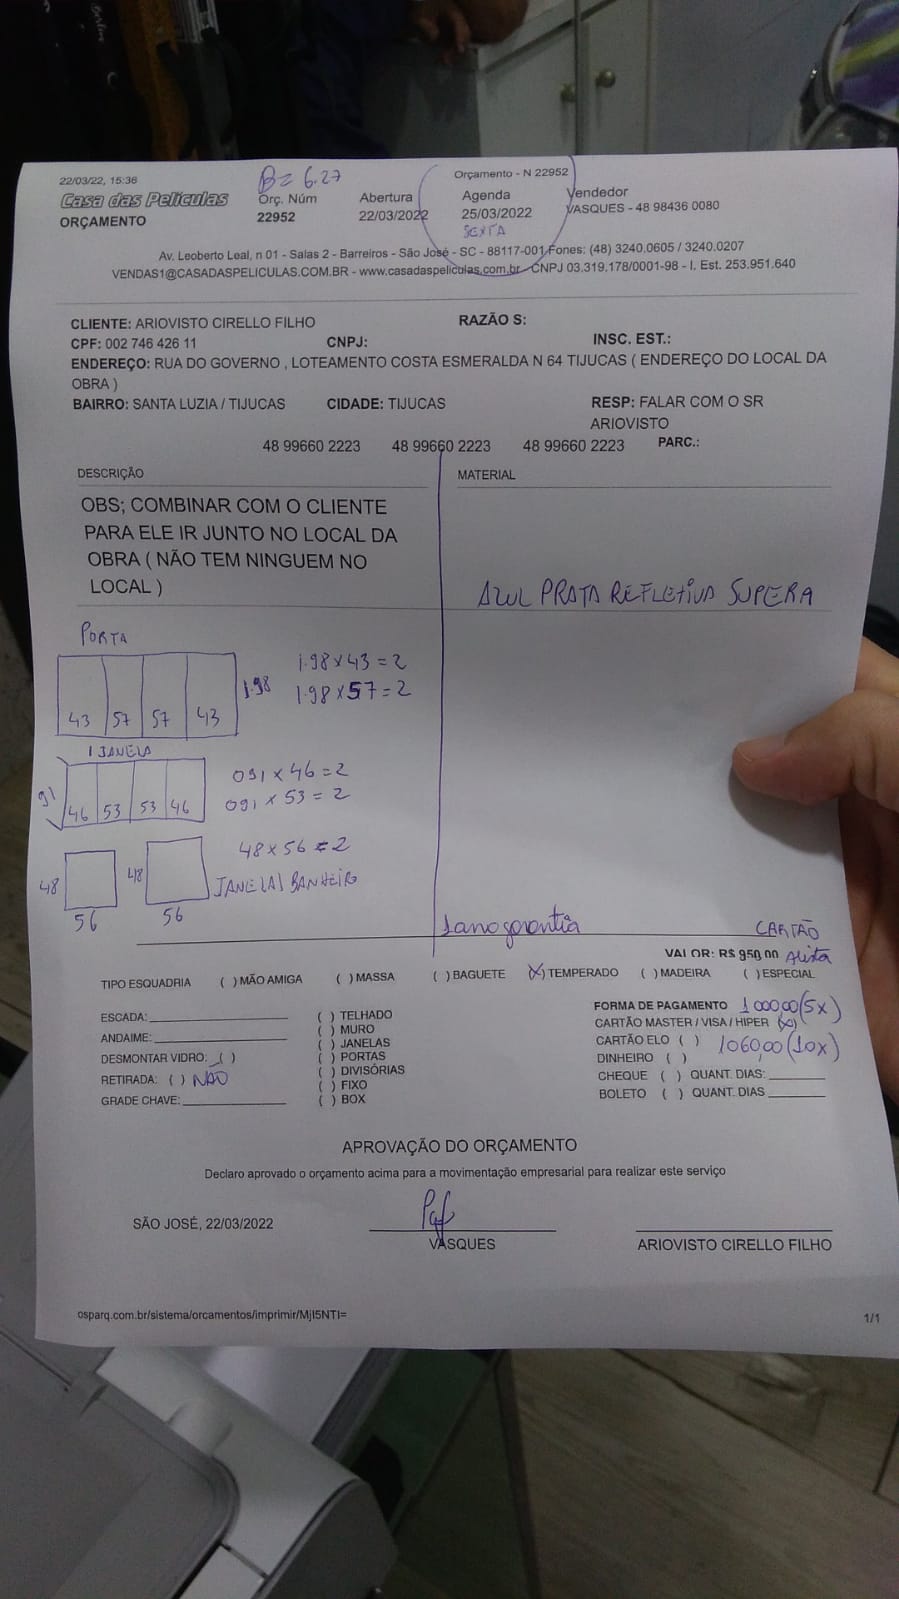 22/03/22, 15:36
B= 6.27
Orçamento - N 22952
Casa das Películas
ORÇAMENTO
Orç. Núm
22952
Abertura
22/03/2022
Agenda
25/03/2022
SEXTA
Vendedor
VASQUES - 48 98436 0080
Av. Leoberto Leal, n 01 - Salas 2 - Barreiros - São José - SC - 88117-001 Fones: (48) 3240.0605 / 3240.0207
VENDAS1@CASADASPELICULAS.COM.BR - www.casadaspeliculas.com.br - CNPJ 03.319.178/0001-98 - I. Est. 253.951.640
CLIENTE: ARIOVISTO CIRELLO FILHO RAZÃO S:
CPF: 002 746 426 11 CNPJ: INSC. EST.:
ENDEREÇO: RUA DO GOVERNO , LOTEAMENTO COSTA ESMERALDA N 64 TIJUCAS ( ENDEREÇO DO LOCAL DA
OBRA )
BAIRRO: SANTA LUZIA / TIJUCAS CIDADE: TIJUCAS RESP: FALAR COM O SR
ARIOVISTO
48 99660 2223 48 99660 2223 48 99660 2223 PARC.:
DESCRIÇÃO
MATERIAL
OBS; COMBINAR COM O CLIENTE
PARA ELE IR JUNTO NO LOCAL DA
OBRA ( NÃO TEM NINGUEM NO
LOCAL )
AZUL PRATA REFLETIVA SUPERA
PORTA
43 57 57 43 1.98
1.98 x 43 = 2
1.98 x 57 = 2
1 JANELA
91 46 53 53 46
091 x 46 = 2
091 x 53 = 2
48 56
48 56
48 x 56 = 2
JANELA BANHEIRO
1 ano garantia
CARTÃO
VALOR: R$ 950,00
TIPO ESQUADRIA ( ) MÃO AMIGA ( ) MASSA ( ) BAGUETE (X) TEMPERADO ( ) MADEIRA ( ) ESPECIAL
ESCADA:
ANDAIME:
DESMONTAR VIDRO: ( )
RETIRADA: ( ) NÃO
GRADE CHAVE:
( ) TELHADO
( ) MURO
( ) JANELAS
( ) PORTAS
( ) DIVISÓRIAS
( ) FIXO
( ) BOX
FORMA DE PAGAMENTO 1000,00 (5x)
CARTÃO MASTER / VISA / HIPER (X)
CARTÃO ELO ( ) 1060,00 (10x)
DINHEIRO ( )
CHEQUE ( ) QUANT. DIAS:
BOLETO ( ) QUANT. DIAS
APROVAÇÃO DO ORÇAMENTO
Declaro aprovado o orçamento acima para a movimentação empresarial para realizar este serviço
SÃO JOSÉ, 22/03/2022
VASQUES
ARIOVISTO CIRELLO FILHO
osparq.com.br/sistema/orcamentos/imprimir/MjI5NTI=
1/1